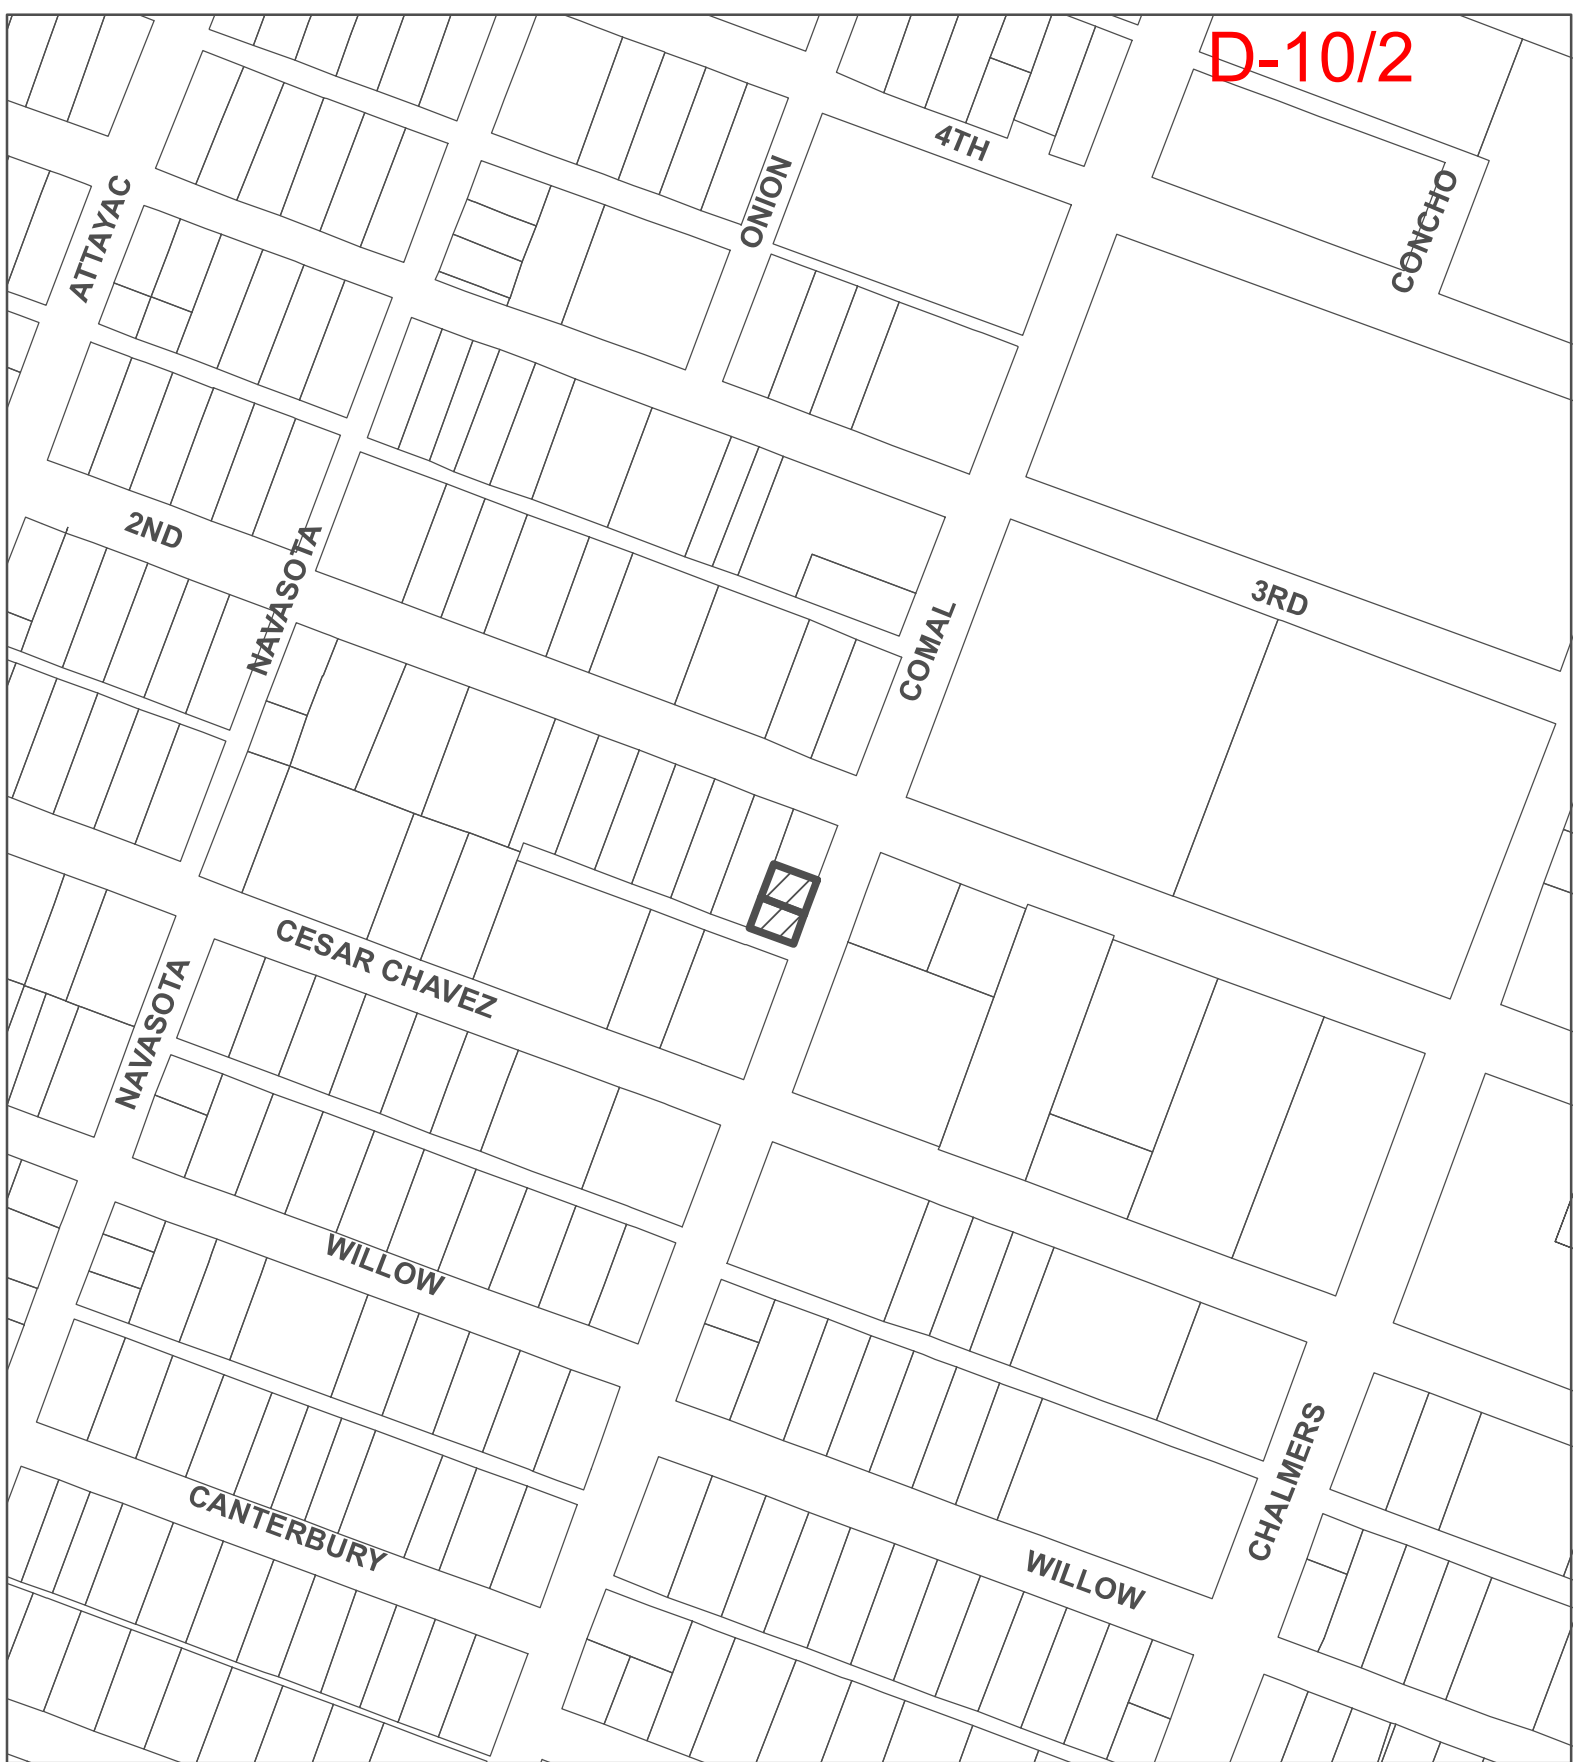 D-10/2
4TH
ONION
CONCHO
ATTAYAC
2ND
NAVASOTA
3RD
COMAL
CESAR CHAVEZ
NAVASOTA
WILLOW
CHALMERS
CANTERBURY
WILLOW